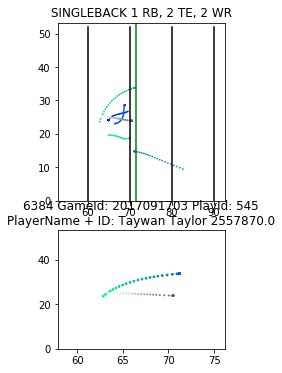 SINGLEBACK 1 RB, 2 TE, 2 WR
50
40
30
20
10
0
60 70 80 90
6384 GameId: 2017091703 PlayId: 545
PlayerName + ID: Taywan Taylor 2557870.0
40
20
0
60 65 70 75